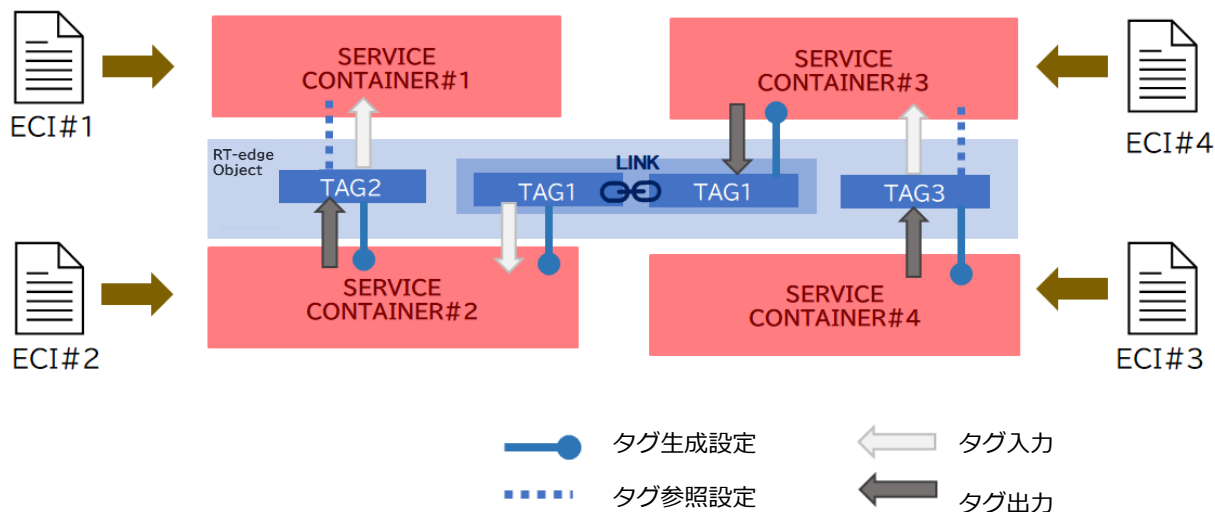 SERVICE
CONTAINER#1
SERVICE
CONTAINER#3
ECI#1
ECI#4
RT-edge
Object
LINK
TAG2
TAG1
TAG1
TAG3
SERVICE
CONTAINER#2
SERVICE
CONTAINER#4
ECI#2
ECI#3
タグ生成設定
タグ入力
タグ参照設定
タグ出力